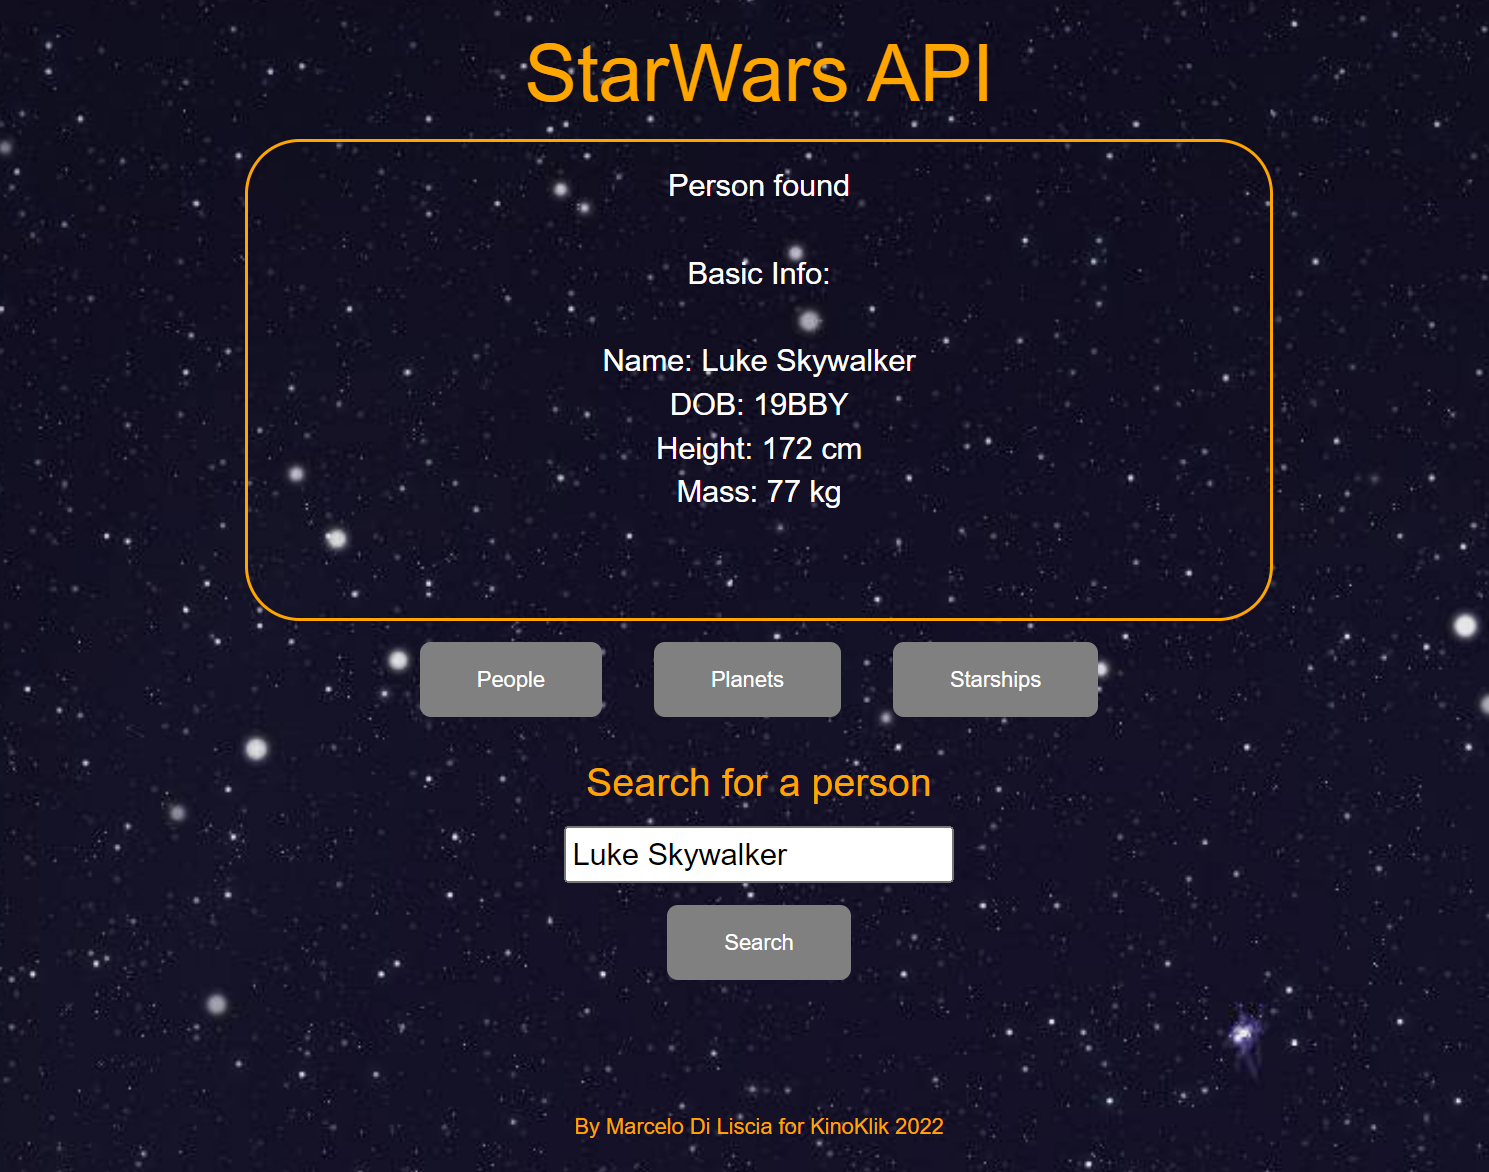 StarWars API
Person found
Basic Info:
Name: Luke Skywalker
DOB: 19BBY
Height: 172 cm
Mass: 77 kg
People
Planets
Starships
Search for a person
Luke Skywalker
Search
By Marcelo Di Liscia for KinoKlik 2022